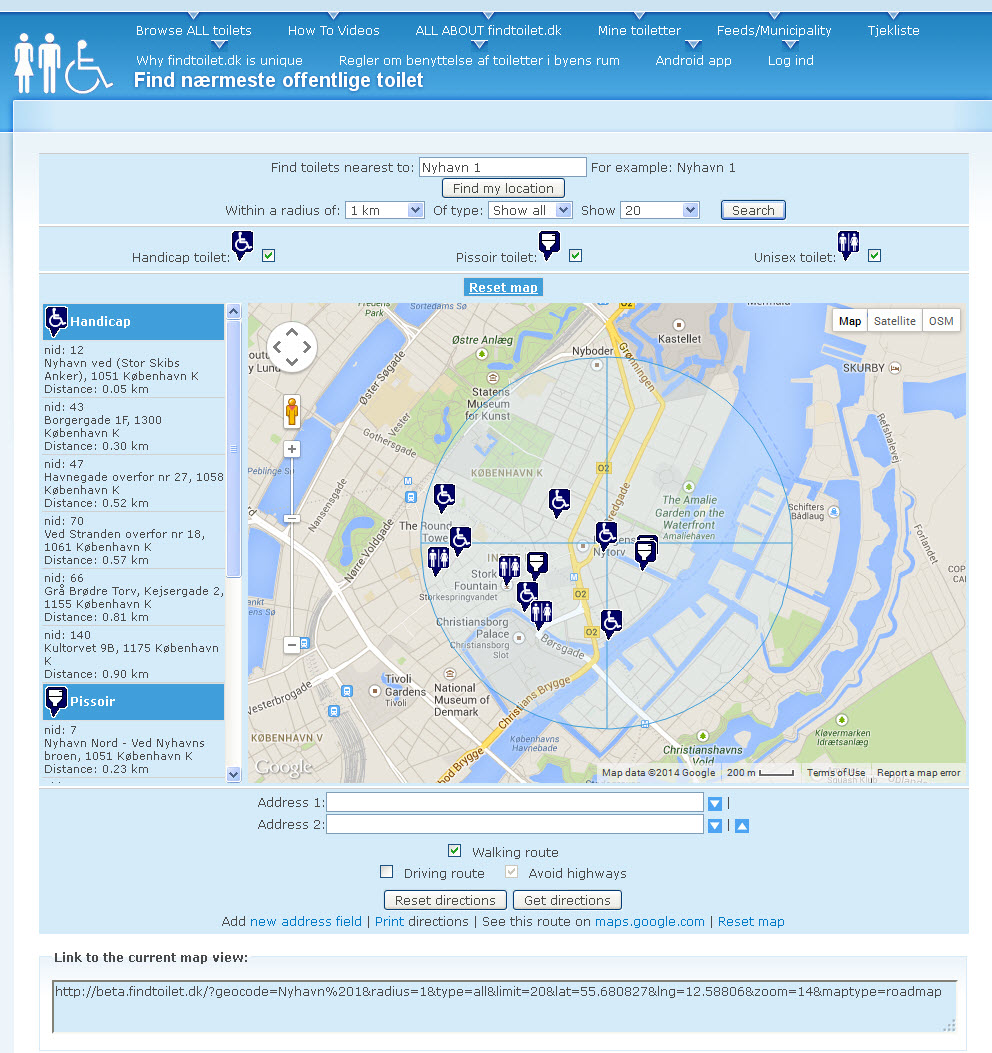 Browse ALL toilets How To Videos ALL ABOUT findtoilet.dk Mine toiletter Feeds/Municipality Tjekliste
Why findtoilet.dk is unique Regler om benyttelse af toiletter i byens rum Android app Log ind
Find nærmeste offentlige toilet
Find toilets nearest to: Nyhavn 1 For example: Nyhavn 1
Find my location
Within a radius of: 1 km Of type: Show all Show 20 Search
Handicap toilet: Pissoir toilet: Unisex toilet:
Reset map
Handicap
nid: 12
Nyhavn ved (Stor Skibs
Anker), 1051 København K
Distance: 0.05 km
nid: 43
Borgergade 1F, 1300
København K
Distance: 0.30 km
nid: 47
Havnegade overfor nr 27, 1058
København K
Distance: 0.52 km
nid: 70
Ved Stranden overfor nr 18,
1061 København K
Distance: 0.57 km
nid: 66
Grå Brødre Torv, Kejsergade 2,
1155 København K
Distance: 0.81 km
nid: 140
Kultorvet 9B, 1175 København
K
Distance: 0.90 km
Pissoir
nid: 7
Nyhavn Nord - Ved Nyhavns
broen, 1051 København K
Distance: 0.23 km
Map Satellite OSM
Park
Sortedams Sø
O2
Østre Anlæg
Nyboder
Grønningen
Kastellet
SKURBY
Statens
Museum
for Kunst
Øster Søgade
Vester
Gothersgade
Refshalevej
Peblinge Sø
Nansensgade
KØBENHAVN K
O2
The Amalie
Garden on the
Waterfront
Amaliehaven
Schifters
Bådlaug
Forlandet
Nørre Voldgade
The Round
Tower
Nytorv
Stork
Fountain
Storkespringvandet
O2
Christiansborg
Palace
Christiansborg
Slot
O2
Børsgade
Tivoli
Gardens
Tivoli
National
Museum of
Denmark
Christians Brygge
Vesterbrogade
KØBENHAVN V
Københavns
Havnebade
Christianshavns
Vold
Kløvermarken
Idrætsanlæg
Google
Map data ©2014 Google 200 m Terms of Use Report a map error
Address 1: |
Address 2: |
Walking route
Driving route Avoid highways
Reset directions Get directions
Add new address field | Print directions | See this route on maps.google.com | Reset map
Link to the current map view:
http://beta.findtoilet.dk/?geocode=Nyhavn%201&radius=1&type=all&limit=20&lat=55.680827&lng=12.58806&zoom=14&maptype=roadmap